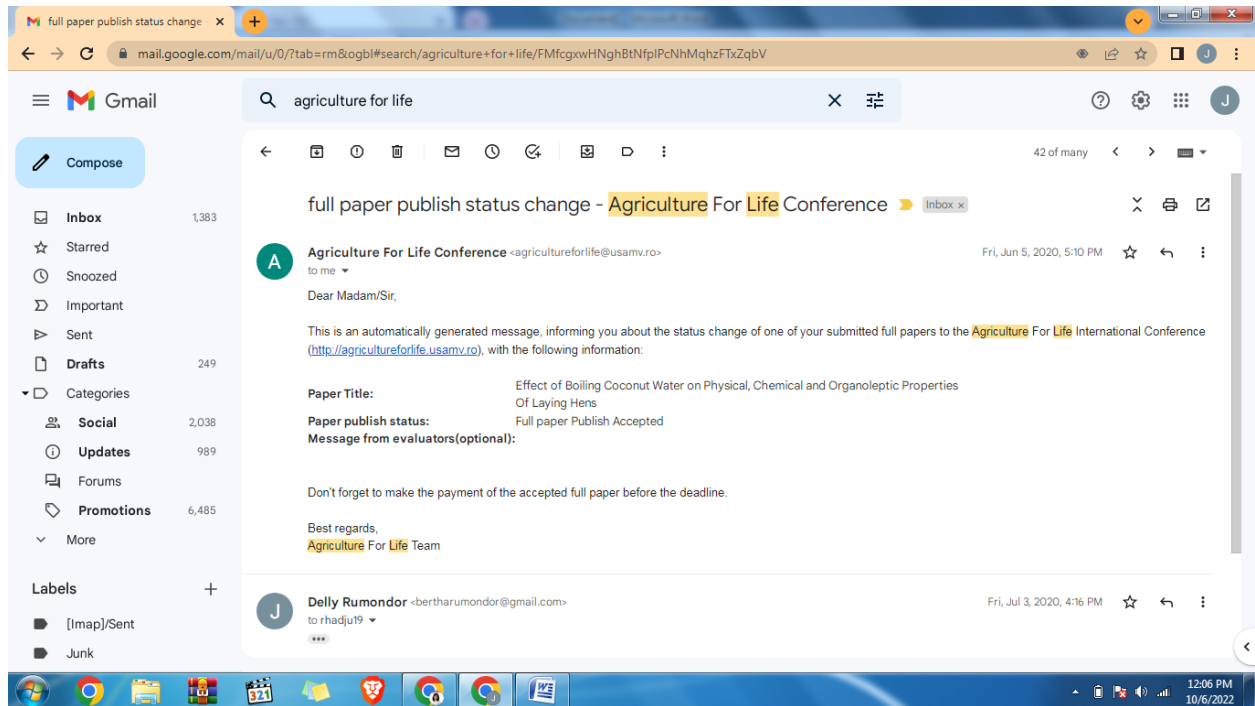 full paper publish status change -
mail.google.com/mail/u/0/?tab=rm&ogbl#search/agriculture+for+life/FMfcgxwHNghBtNfplPcNhMqhzFTxZqbV
J
Gmail
agriculture for life
J
Compose
42 of many
full paper publish status change - Agriculture For Life Conference
Inbox ×
Inbox 1,383
Starred
Snoozed
Important
Sent
Drafts 249
Categories
Social 2,038
Updates 989
Forums
Promotions 6,485
More
Labels
[Imap]/Sent
Junk
A
Agriculture For Life Conference <agricultureforlife@usamv.ro>
Fri, Jun 5, 2020, 5:10 PM
to me
Dear Madam/Sir,
This is an automatically generated message, informing you about the status change of one of your submitted full papers to the Agriculture For Life International Conference
(http://agricultureforlife.usamv.ro), with the following information:
Paper Title: Effect of Boiling Coconut Water on Physical, Chemical and Organoleptic Properties
Of Laying Hens
Paper publish status: Full paper Publish Accepted
Message from evaluators(optional):
Don't forget to make the payment of the accepted full paper before the deadline.
Best regards,
Agriculture For Life Team
J
Delly Rumondor <bertharumondor@gmail.com>
Fri, Jul 3, 2020, 4:16 PM
to rhadju19
321
12:06 PM
10/6/2022